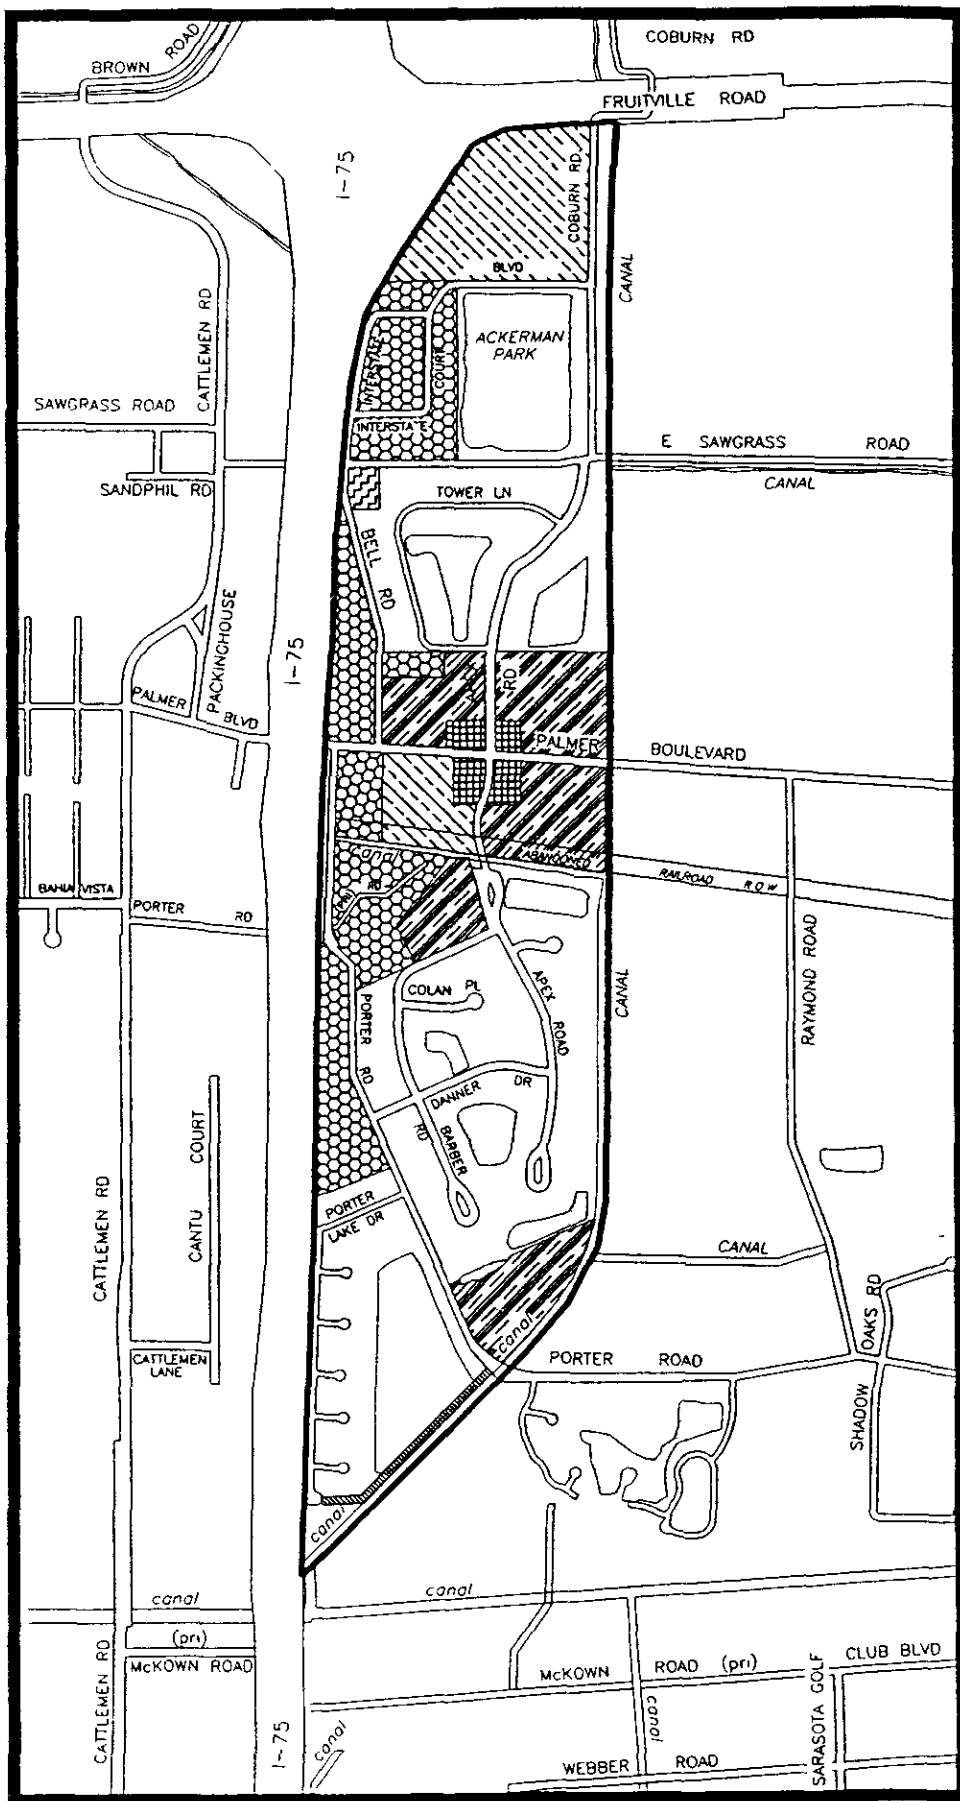 COBURN RD
BROWN ROAD
FRUITVILLE ROAD
I-75
COBURN RD
BLVD
CANAL
CATTLEMEN RD
ACKERMAN
PARK
INTERSTATE
COURT
SAWGRASS ROAD
INTERSTATE
E SAWGRASS ROAD
CANAL
SANDPHIL RD
TOWER LN
BELL RD
PACKINGHOUSE
I-75
RD
PALMER BLVD
PALMER BOULEVARD
canal
ABANDONED RAILROAD R O W
BAHIA VISTA
PORTER RD
(PRI) RD
RAYMOND ROAD
COLAN PL
APEX ROAD
CANAL
PORTER RD
DANNER DR
BARBER RD
CANTU COURT
CATTLEMEN RD
PORTER
LAKE DR
CANAL
OAKS RD
canal
CATTLEMEN
LANE
PORTER ROAD
SHADOW
canal
canal
canal
(pri)
McKOWN ROAD
CATTLEMEN RD
McKOWN ROAD (pri)
CLUB BLVD
SARASOTA GOLF
canal
I-75
canal
WEBBER ROAD